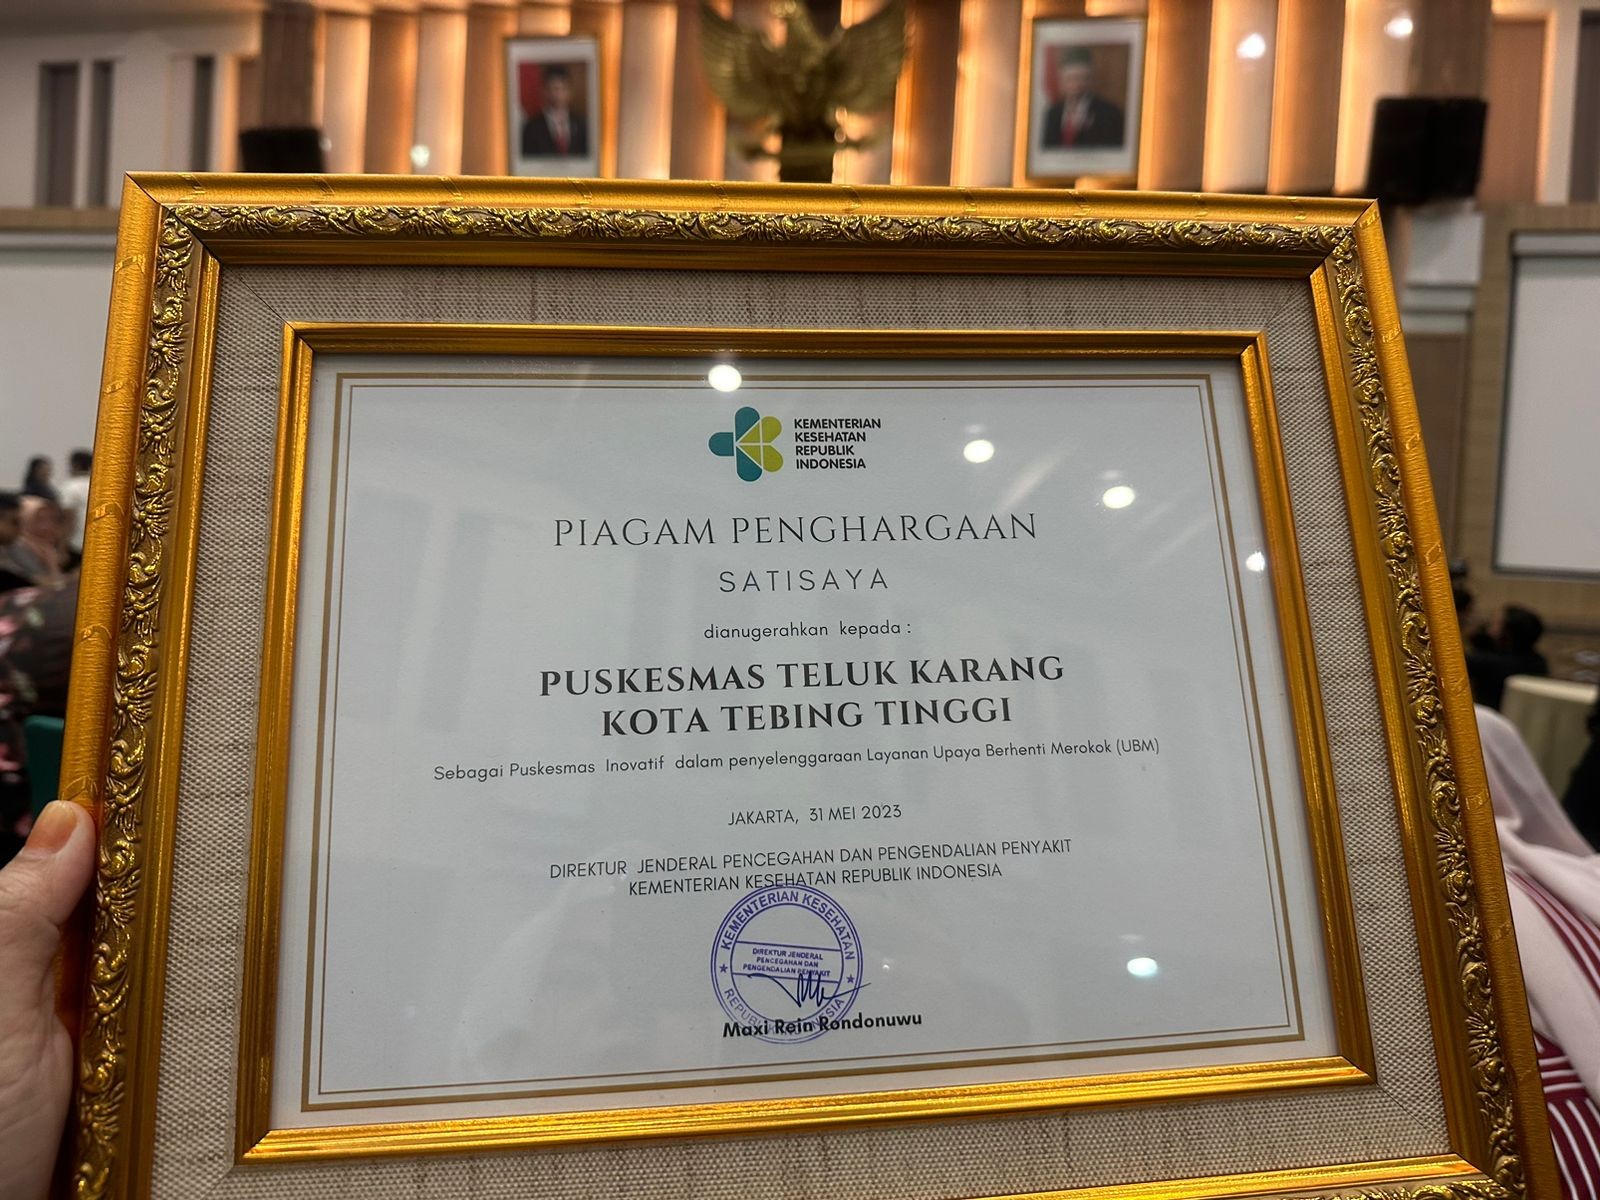 KEMENTERIAN
KESEHATAN
REPUBLIK
INDONESIA
PIAGAM PENGHARGAAN
SATISAYA
dianugerahkan kepada :
PUSKESMAS TELUK KARANG
KOTA TEBING TINGGI
Sebagai Puskesmas Inovatif dalam penyelenggaraan Layanan Upaya Berhenti Merokok (UBM)
JAKARTA, 31 MEI 2023
DIREKTUR JENDERAL PENCEGAHAN DAN PENGENDALIAN PENYAKIT
KEMENTERIAN KESEHATAN REPUBLIK INDONESIA
KEMENTERIAN KESEHATAN
DIREKTUR JENDERAL
PENCEGAHAN DAN
PENGENDALIAN PENYAKIT
REPUBLIK INDONESIA
Maxi Rein Rondonuwu